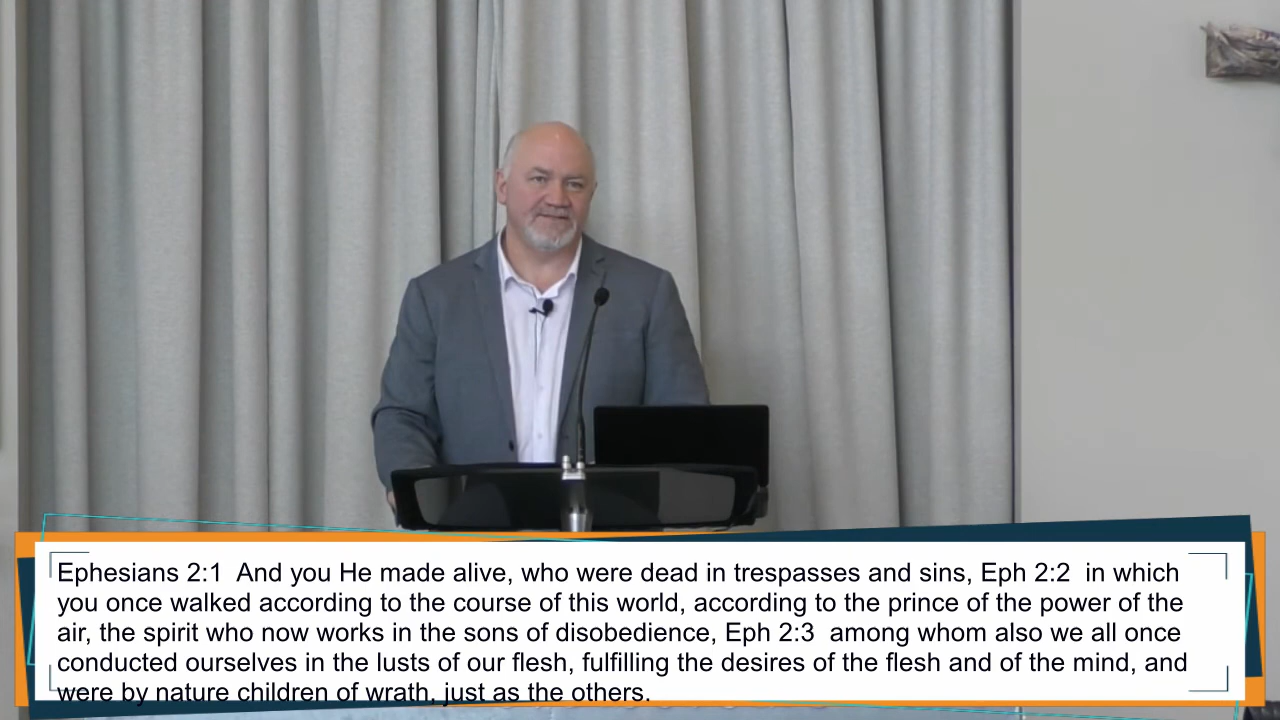 Ephesians 2:1  And you He made alive, who were dead in trespasses and sins, Eph 2:2  in which
you once walked according to the course of this world, according to the prince of the power of the
air, the spirit who now works in the sons of disobedience, Eph 2:3  among whom also we all once
conducted ourselves in the lusts of our flesh, fulfilling the desires of the flesh and of the mind, and
were by nature children of wrath, just as the others.